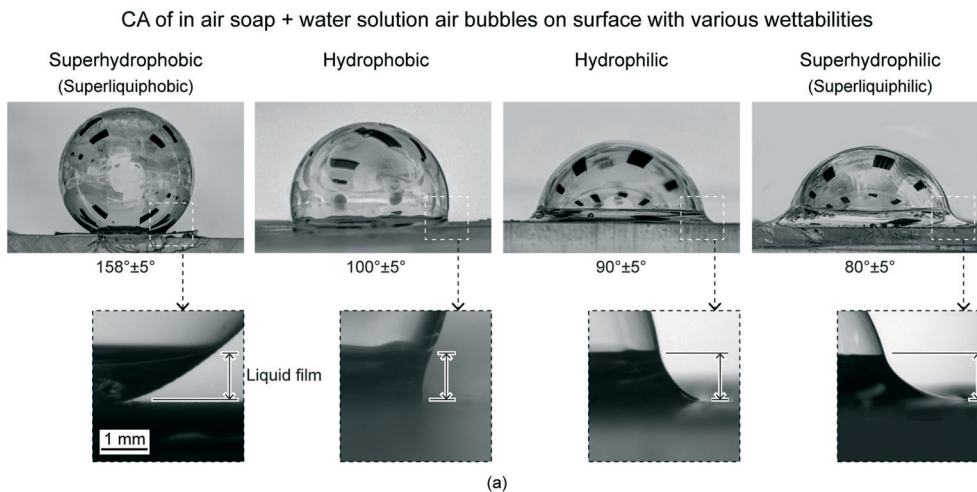 CA of in air soap + water solution air bubbles on surface with various wettabilities
Superhydrophobic
(Superliquiphobic)
Hydrophobic
Hydrophilic
Superhydrophilic
(Superliquiphilic)
158°±5°
100°±5°
90°±5°
80°±5°
Liquid film
1 mm
(a)